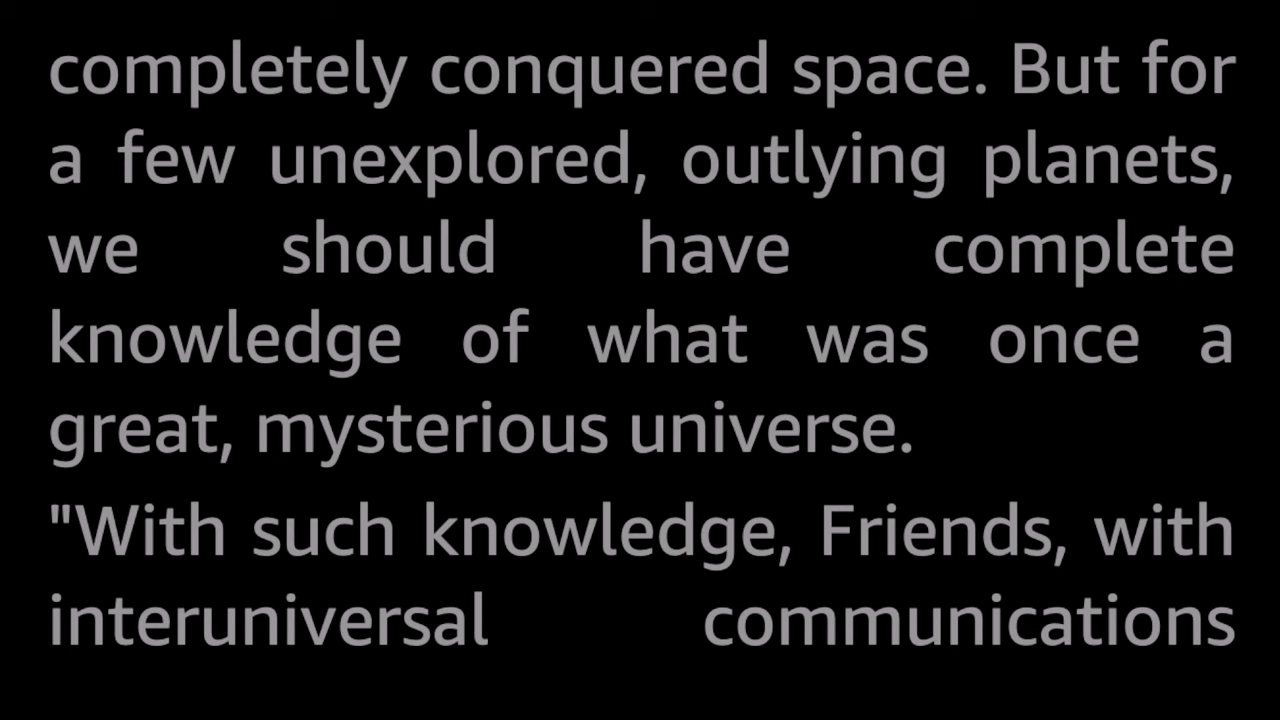 completely conquered space. But for
a few unexplored, outlying planets,
we should have complete
knowledge of what was once a
great, mysterious universe.
"With such knowledge, Friends, with
interuniversal communications